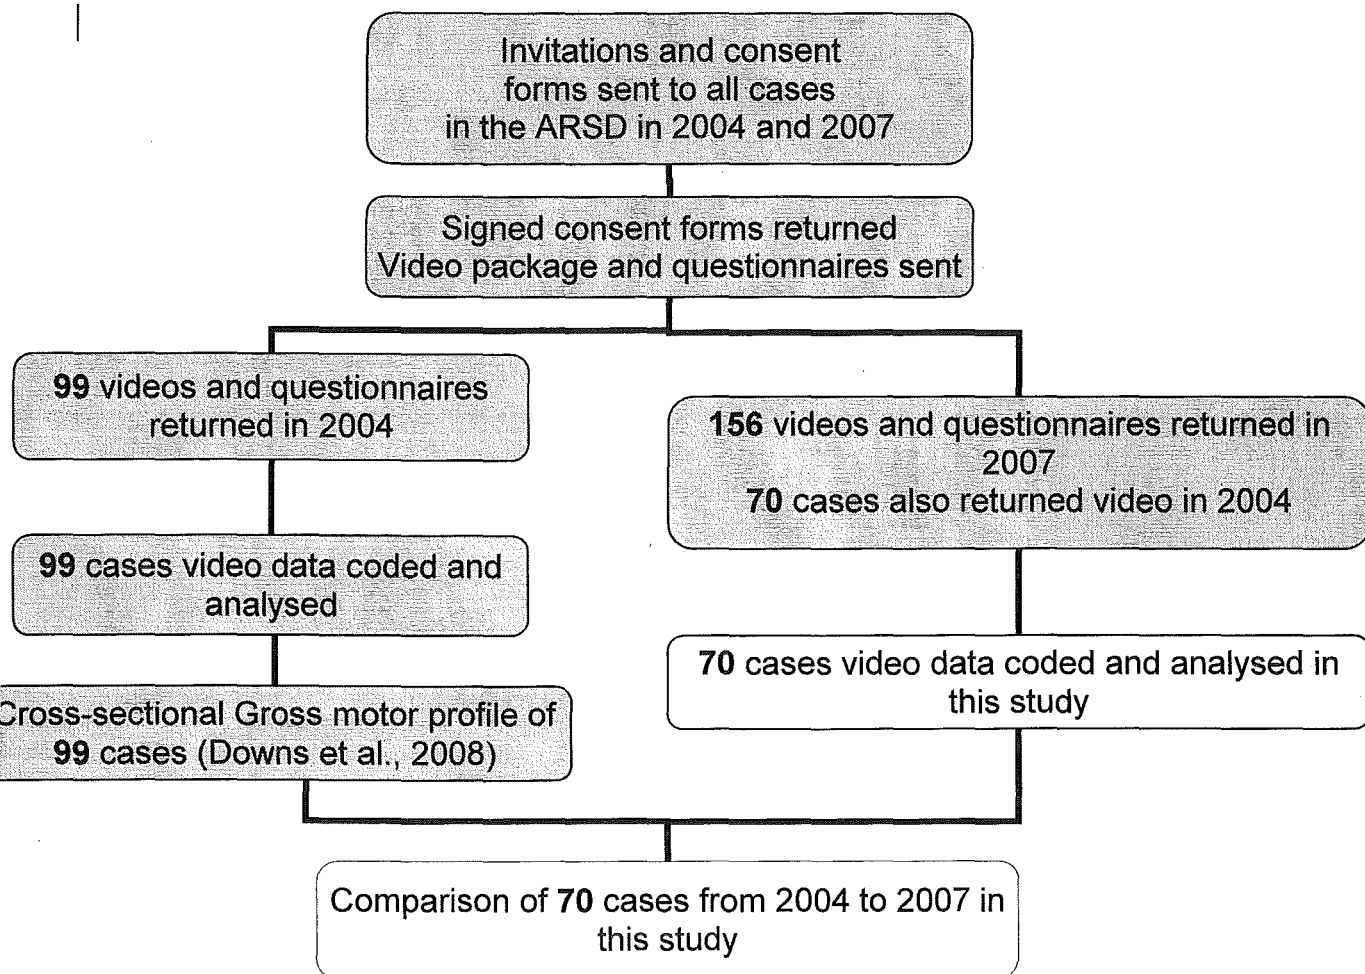 Invitations and consent
forms sent to all cases
in the ARSD in 2004 and 2007
Signed consent forms returned
Video package and questionnaires sent
99 videos and questionnaires
returned in 2004
156 videos and questionnaires returned in
2007
70 cases also returned video in 2004
99 cases video data coded and
analysed
70 cases video data coded and analysed in
this study
Cross-sectional Gross motor profile of
99 cases (Downs et al., 2008)
Comparison of 70 cases from 2004 to 2007 in
this study